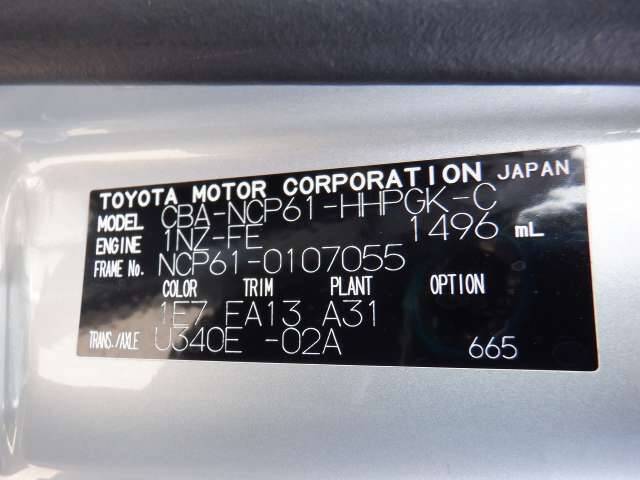 TOYOTA MOTOR CORPORATION JAPAN
MODEL CBA-NCP61-HHPGK-C
ENGINE 1NZ-FE 1496 mL
FRAME No. NCP61-0107055
COLOR TRIM PLANT OPTION
1E7 FA13 A31
TRANS./AXLE U340E -02A 665